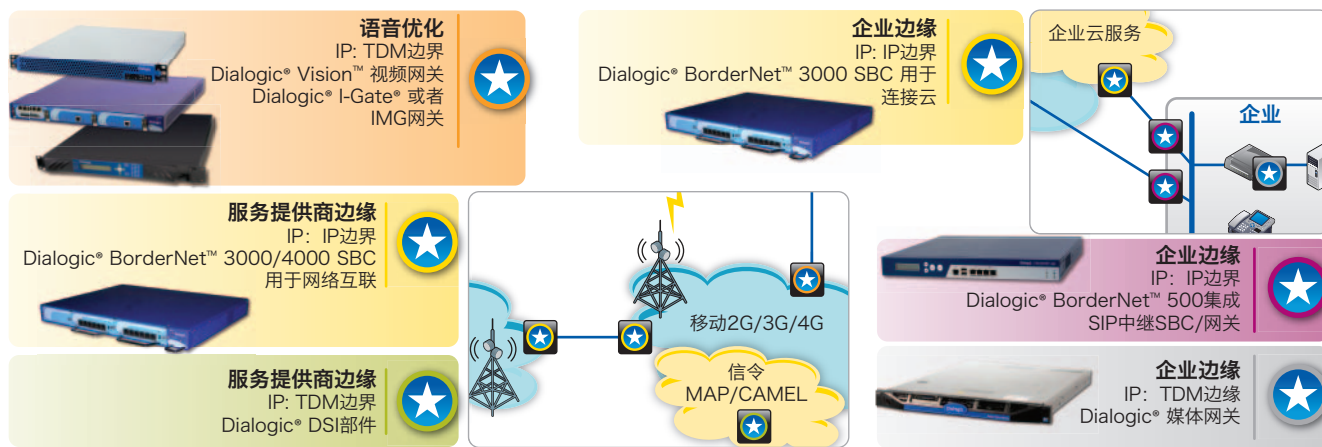 语音优化
IP: TDM边界
Dialogic® Vision™ 视频网关
Dialogic® I-Gate® 或者
IMG网关
企业边缘
IP: IP边界
Dialogic® BorderNet™ 3000 SBC 用于
连接云
企业云服务
企业
服务提供商边缘
IP: IP边界
Dialogic® BorderNet™ 3000/4000 SBC
用于网络互联
移动2G/3G/4G
信令
MAP/CAMEL
企业边缘
IP: IP边界
Dialogic® BorderNet™ 500集成
SIP中继SBC/网关
服务提供商边缘
IP: TDM边界
Dialogic® DSI部件
企业边缘
IP: TDM边缘
Dialogic® 媒体网关